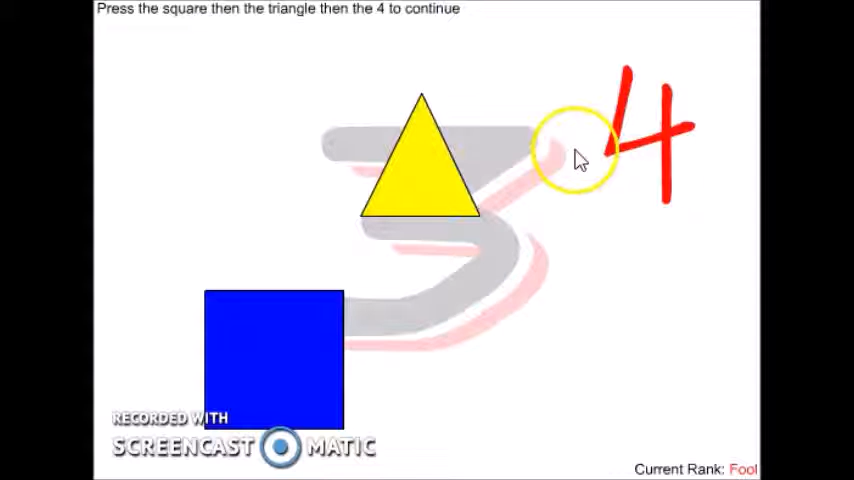 Press the square then the triangle then the 4 to continue
4
3
RECORDED WITH
SCREENCAST MATIC
Current Rank: Fool